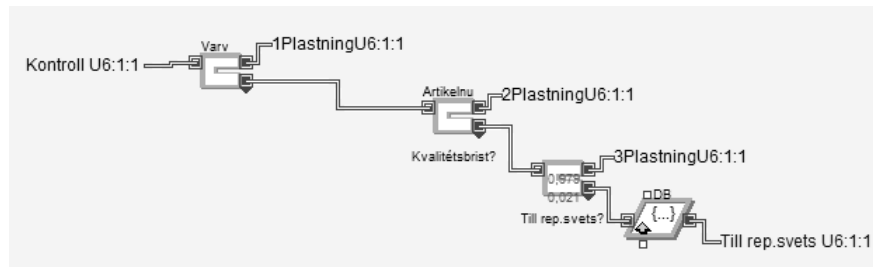 Varv
1PlastningU6:1:1
Kontroll U6:1:1
Artikelnu
2PlastningU6:1:1
Kvalitétsbrist?
3PlastningU6:1:1
0,979
0,021
DB
Till rep.svets?
{...}
Till rep.svets U6:1:1